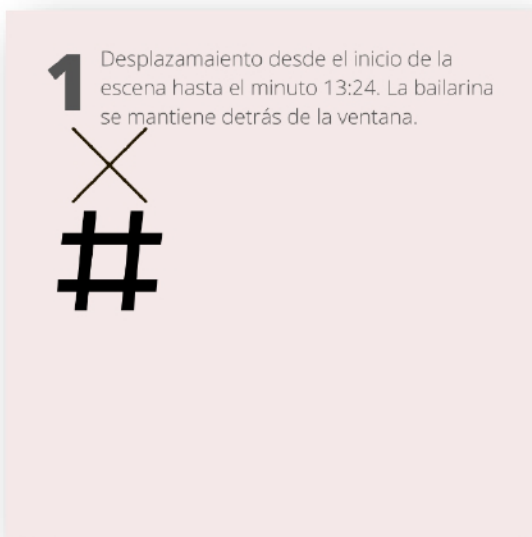 1 Desplazamaiento desde el inicio de la
escena hasta el minuto 13:24. La bailarina
se mantiene detrás de la ventana.
#